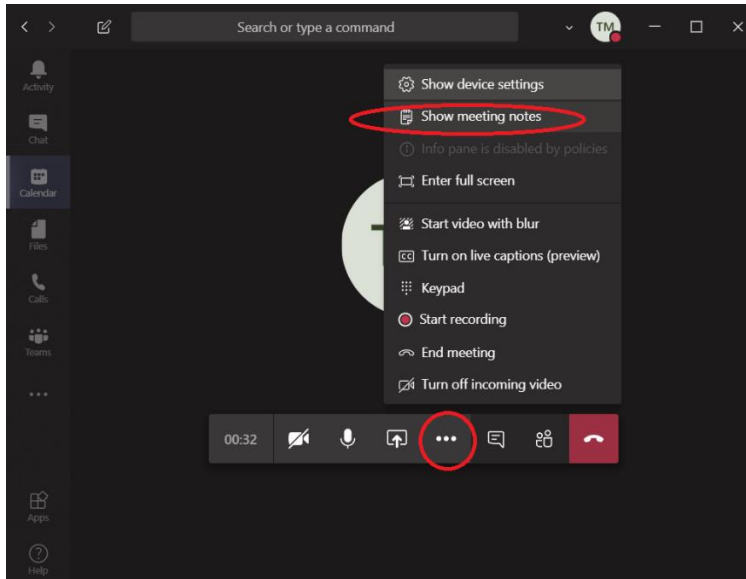 Search or type a command
TM
Activity
Chat
Calendar
Files
Calls
Teams
Apps
Help
Show device settings
Show meeting notes
Info pane is disabled by policies
Enter full screen
Start video with blur
CC Turn on live captions (preview)
Keypad
Start recording
End meeting
Turn off incoming video
00:32